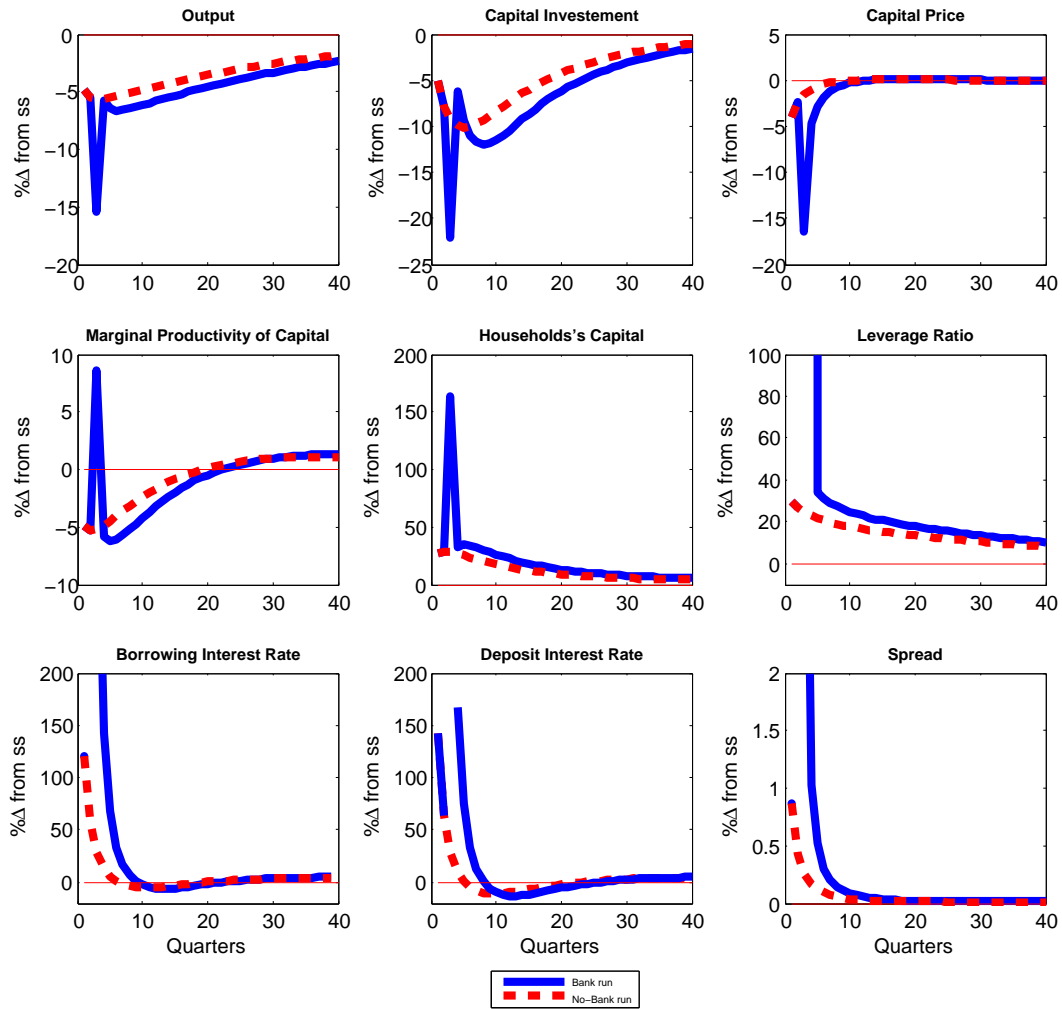 Output
Capital Investement
Capital Price
%Δ from ss
0
−5
−10
−15
−20
0 10 20 30 40
%Δ from ss
0
−5
−10
−15
−20
−25
0 10 20 30 40
%Δ from ss
5
0
−5
−10
−15
−20
0 10 20 30 40
Marginal Productivity of Capital
Households's Capital
Leverage Ratio
%Δ from ss
10
5
0
−5
−10
0 10 20 30 40
%Δ from ss
200
150
100
50
0
0 10 20 30 40
%Δ from ss
100
80
60
40
20
0
0 10 20 30 40
Borrowing Interest Rate
Deposit Interest Rate
Spread
%Δ from ss
200
150
100
50
0
0 10 20 30 40
Quarters
%Δ from ss
200
150
100
50
0
0 10 20 30 40
Quarters
%Δ from ss
2
1.5
1
0.5
0
0 10 20 30 40
Quarters
Bank run
No−Bank run